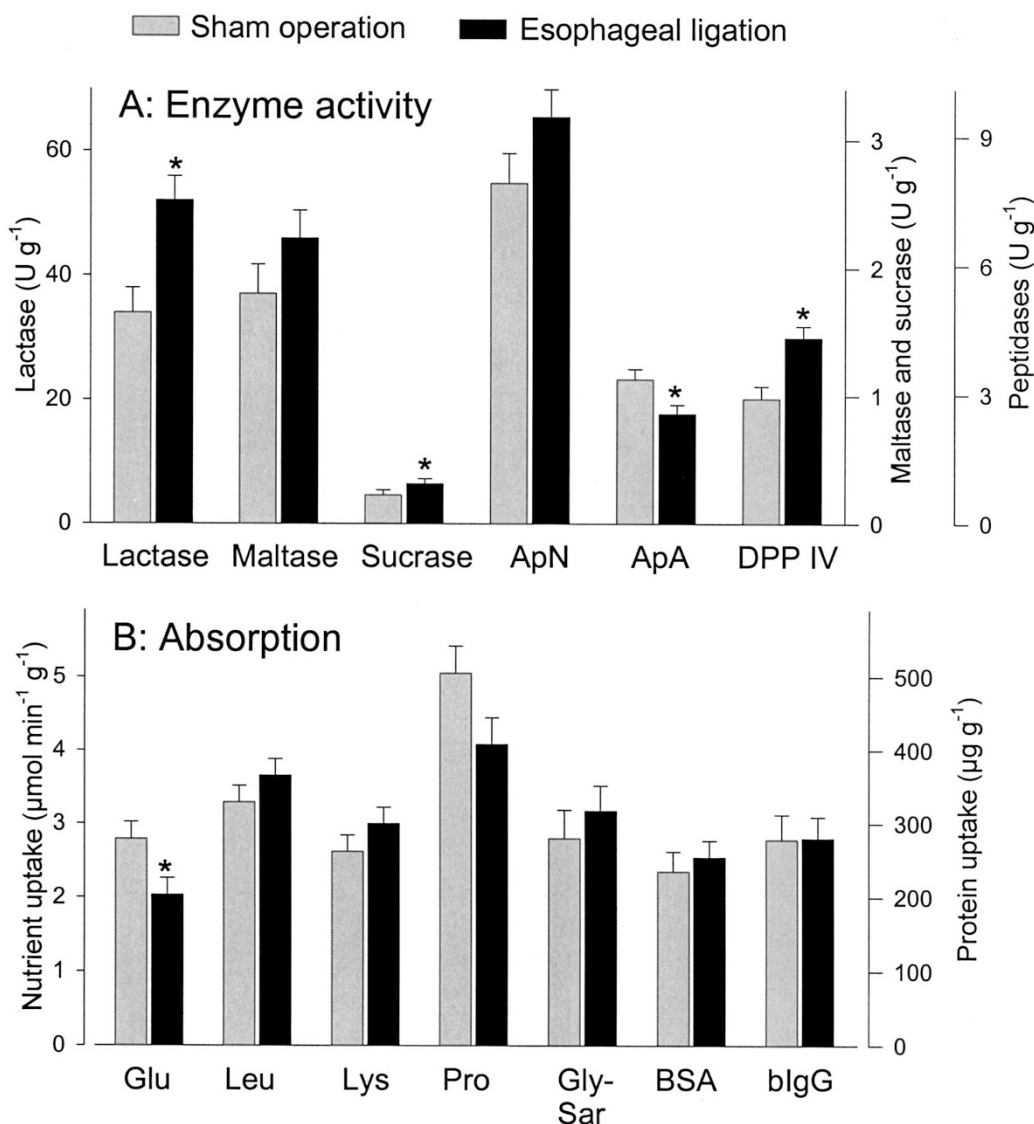 Sham operation Esophageal ligation
A: Enzyme activity
Lactase (U g⁻¹)
60
40
20
0
*
*
*
*
Maltase and sucrase (U g⁻¹)
3
2
1
0
Peptidases (U g⁻¹)
9
6
3
0
Lactase Maltase Sucrase ApN ApA DPP IV
B: Absorption
Nutrient uptake (µmol min⁻¹ g⁻¹)
5
4
3
2
1
0
*
Protein uptake (µg g⁻¹)
500
400
300
200
100
0
Glu Leu Lys Pro Gly- BSA bIgG
Sar